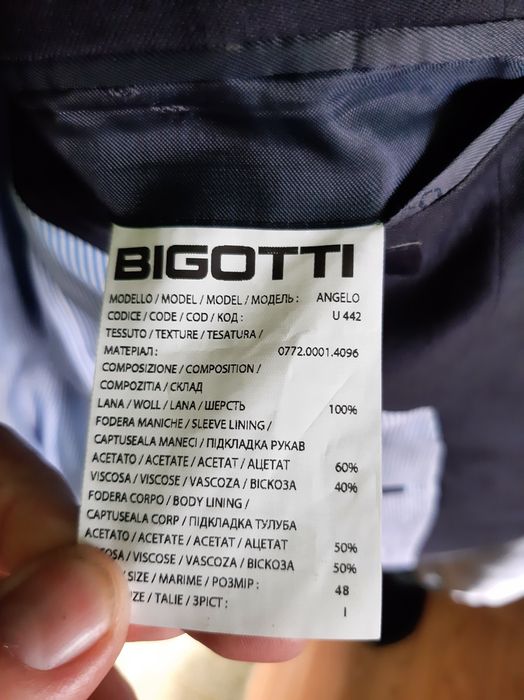 BIGOTTI
MODELLO / MODEL / MODEL / МОДЕЛЬ : ANGELO
CODICE / CODE / COD / КОД : U 442
TESSUTO / TEXTURE / TESATURA /
МАТЕРІАЛ : 0772.0001.4096
COMPOSIZIONE / COMPOSITION /
COMPOZITIA / СКЛАД
LANA / WOLL / LANA / ШЕРСТЬ 100%
FODERA MANICHE / SLEEVE LINING /
CAPTUSEALA MANECI / ПІДКЛАДКА РУКАВ
ACETATO / ACETATE / ACETAT / АЦЕТАТ 60%
VISCOSA / VISCOSE / VASCOZA / ВІСКОЗА 40%
FODERA CORPO / BODY LINING /
CAPTUSEALA CORP / ПІДКЛАДКА ТУЛУБА
ACETATO / ACETATE / ACETAT / АЦЕТАТ 50%
OSA / VISCOSE / VASCOZA / ВІСКОЗА 50%
/ SIZE / MARIME / РОЗМІР : 48
ZE / TALIE / ЗРІСТ : I